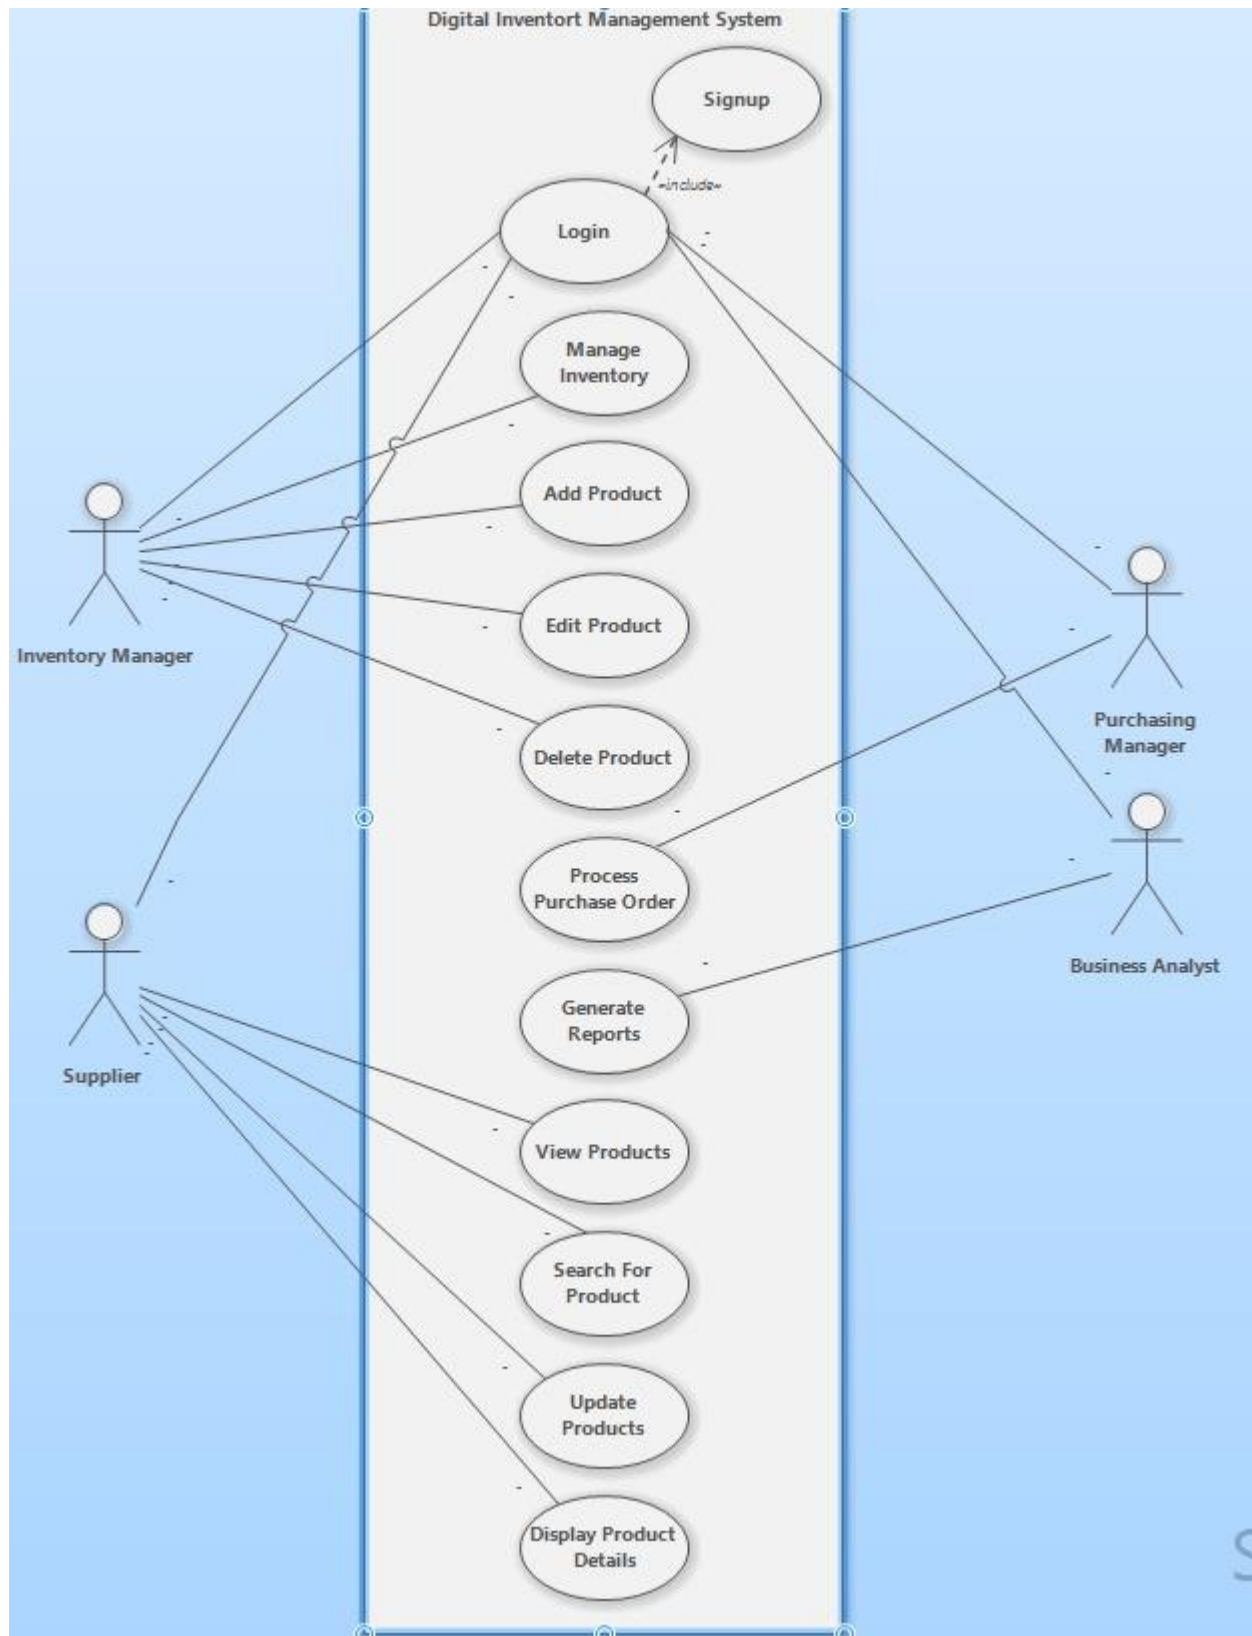 Digital Inventort Management System
Signup
«include»
Login
Manage
Inventory
Add Product
Edit Product
Inventory Manager
Delete Product
Purchasing
Manager
Process
Purchase Order
Business Analyst
Generate
Reports
Supplier
View Products
Search For
Product
Update
Products
Display Product
Details
S